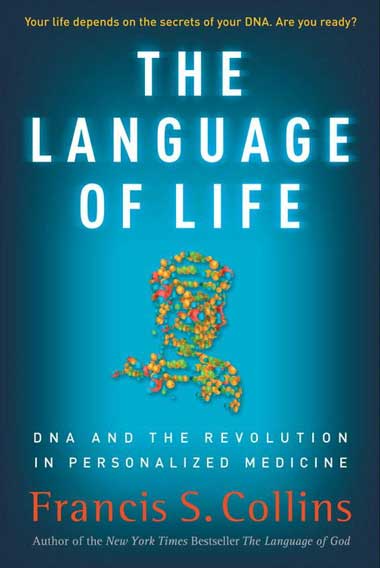 Your life depends on the secrets of your DNA. Are you ready?
THE
LANGUAGE
OF LIFE
DNA AND THE REVOLUTION
IN PERSONALIZED MEDICINE
Francis S. Collins
Author of the New York Times Bestseller The Language of God